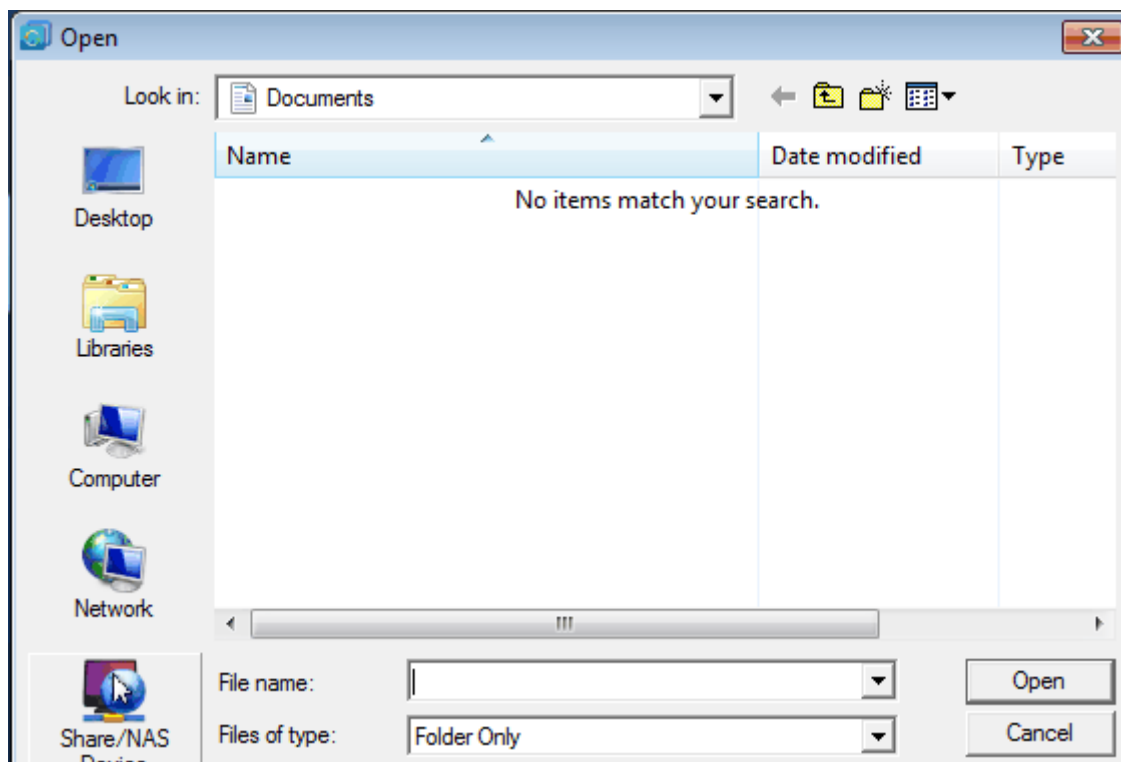 Open
Look in:
Documents
Name
Date modified
Type
No items match your search.
Desktop
Libraries
Computer
Network
Share/NAS
Device
File name:
Open
Files of type:
Folder Only
Cancel